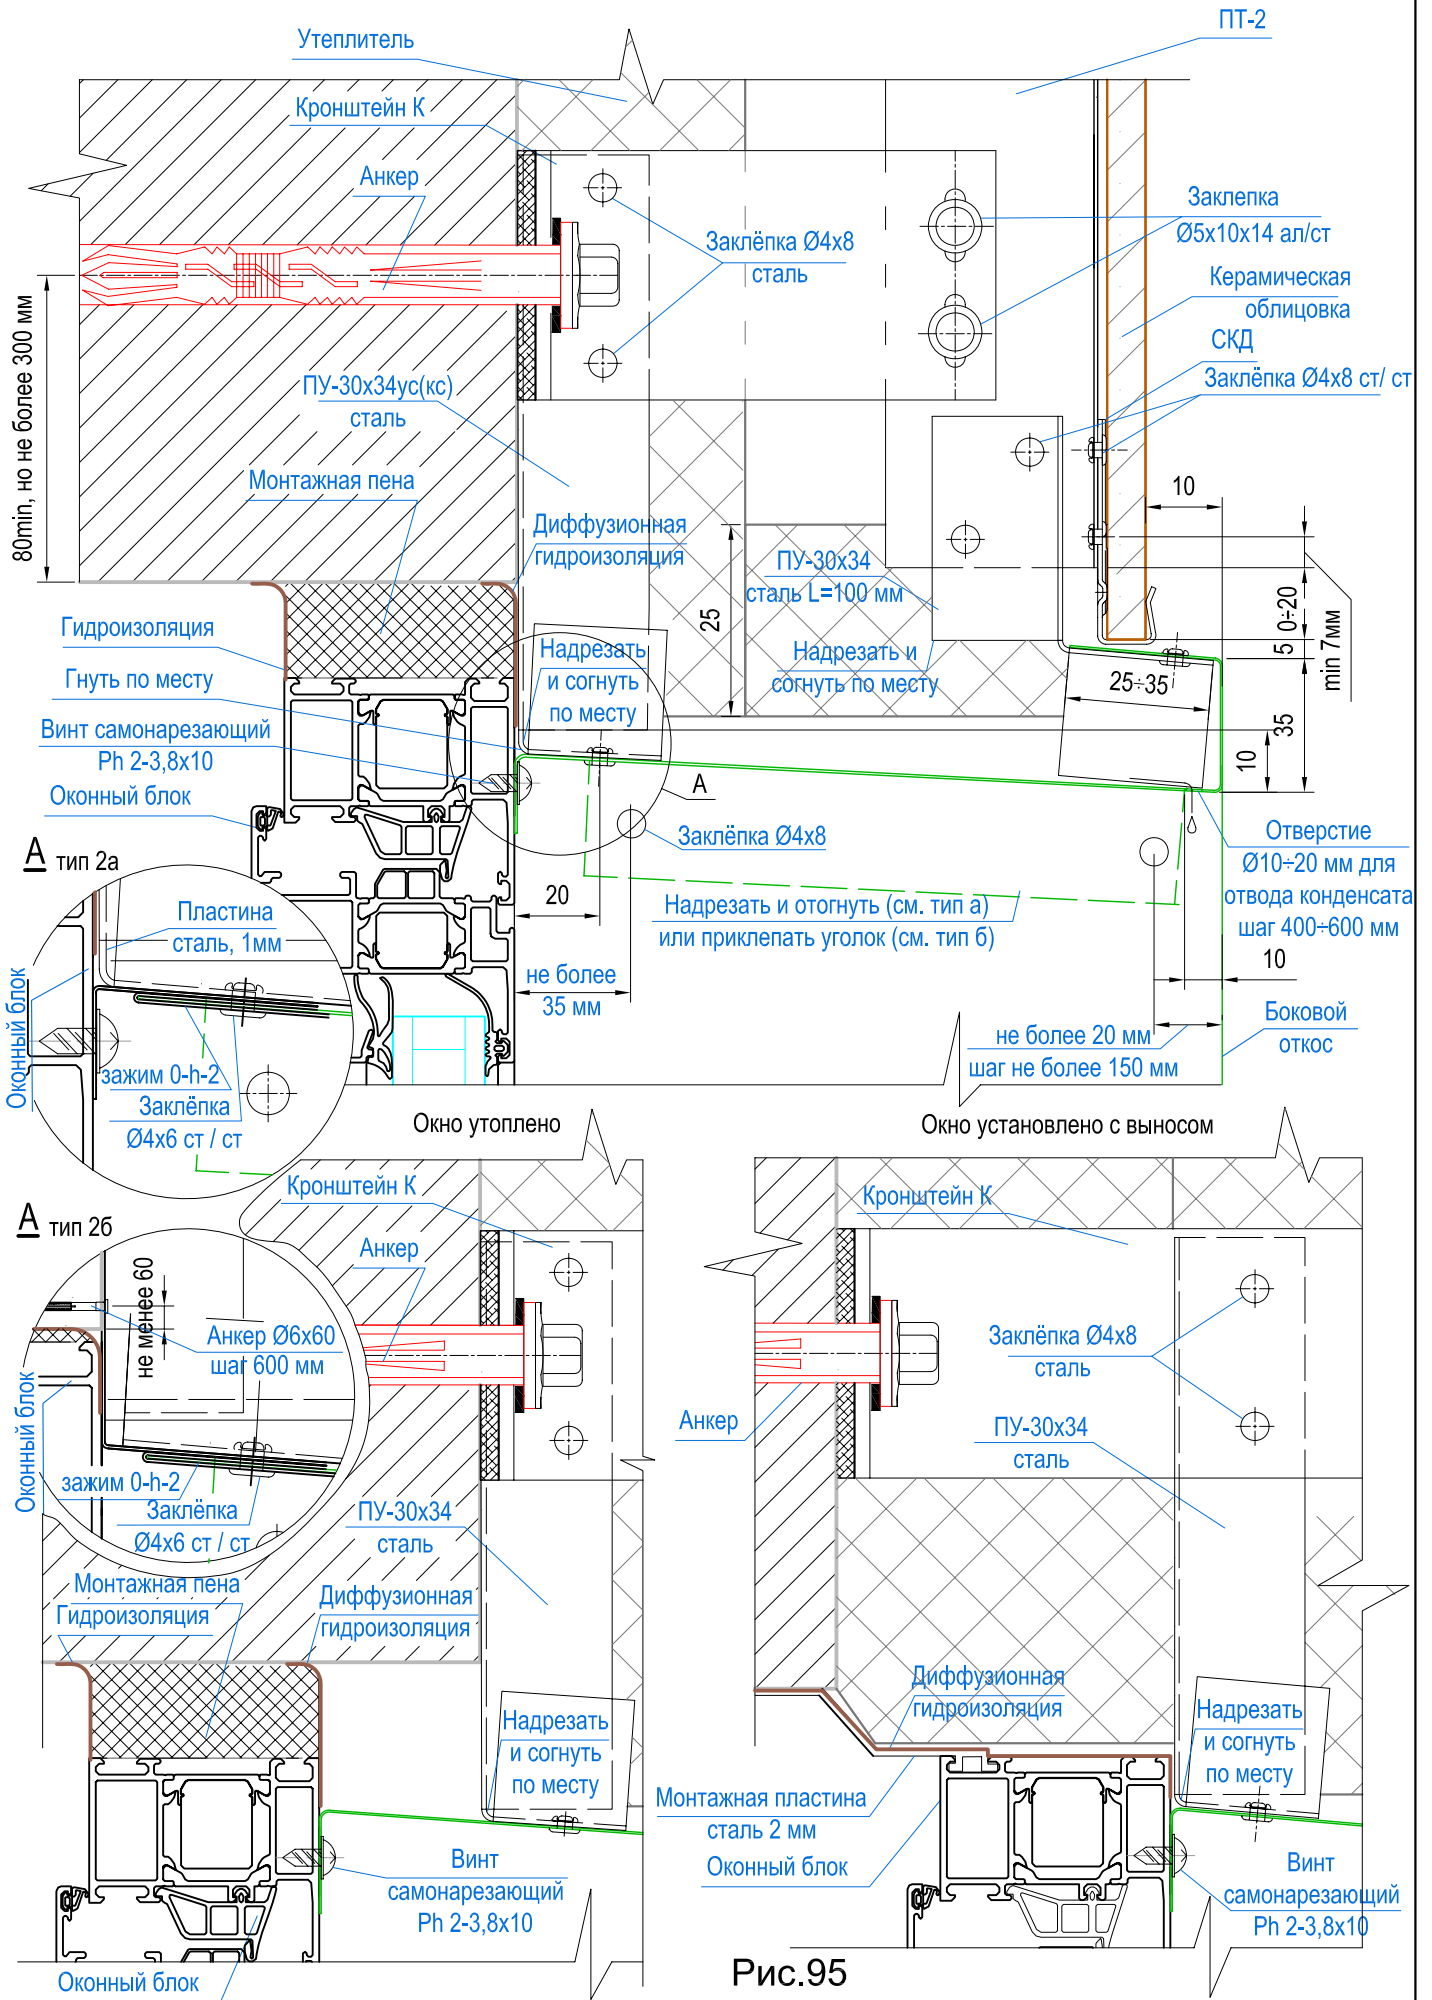 ПТ-2
Утеплитель
Кронштейн К
Анкер
Заклёпка Ø4х8
сталь
Заклепка
Ø5х10х14 ал/ст
Керамическая
облицовка
СКД
Заклёпка Ø4х8 ст/ ст
80min, но не более 300 мм
ПУ-30х34ус(кс)
сталь
Монтажная пена
Диффузионная
гидроизоляция
10
ПУ-30х34
сталь L=100 мм
25
0÷20
5
min 7мм
Гидроизоляция
Гнуть по месту
Надрезать
и согнуть
по месту
Надрезать и
согнуть по месту
25÷35
35
10
Винт самонарезающий
Ph 2-3,8х10
Оконный блок
А
Заклёпка Ø4х8
Отверстие
Ø10÷20 мм для
отвода конденсата
шаг 400÷600 мм
А тип 2а
Пластина
сталь, 1мм
20
Надрезать и отогнуть (см. тип а)
или приклепать уголок (см. тип б)
не более
35 мм
10
Оконный блок
Боковой
откос
не более 20 мм
шаг не более 150 мм
зажим 0-h-2
Заклёпка
Ø4х6 ст / ст
Окно утоплено
Окно установлено с выносом
Кронштейн К
Кронштейн К
А тип 2б
Анкер
не менее 60
Анкер Ø6х60
шаг 600 мм
Заклёпка Ø4х8
сталь
Оконный блок
Анкер
ПУ-30х34
сталь
зажим 0-h-2
Заклёпка
Ø4х6 ст / ст
ПУ-30х34
сталь
Монтажная пена
Гидроизоляция
Диффузионная
гидроизоляция
Диффузионная
гидроизоляция
Надрезать
и согнуть
по месту
Надрезать
и согнуть
по месту
Монтажная пластина
сталь 2 мм
Оконный блок
Винт
самонарезающий
Ph 2-3,8х10
Винт
самонарезающий
Ph 2-3,8х10
Оконный блок
Рис.95